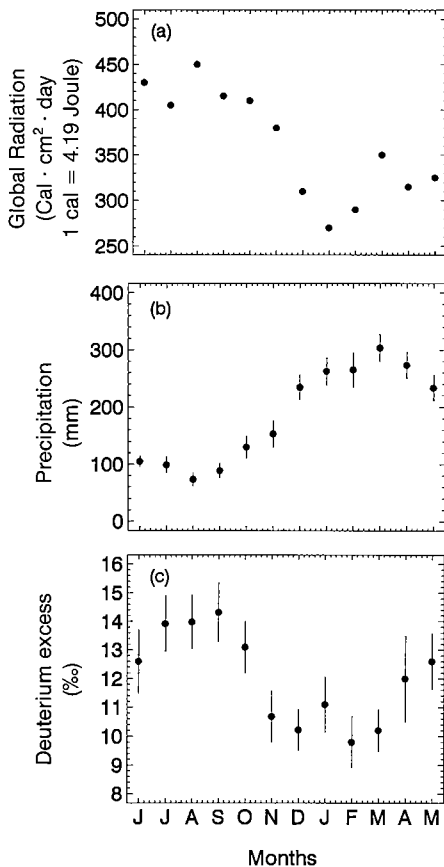 500
(a)
450
400
350
300
250
Global Radiation
(Cal · cm² · day
1 cal = 4.19 Joule)
400
(b)
300
200
100
0
Precipitation
(mm)
16
(c)
15
14
13
12
11
10
9
8
Deuterium excess
(‰)
J J A S O N D J F M A M
Months